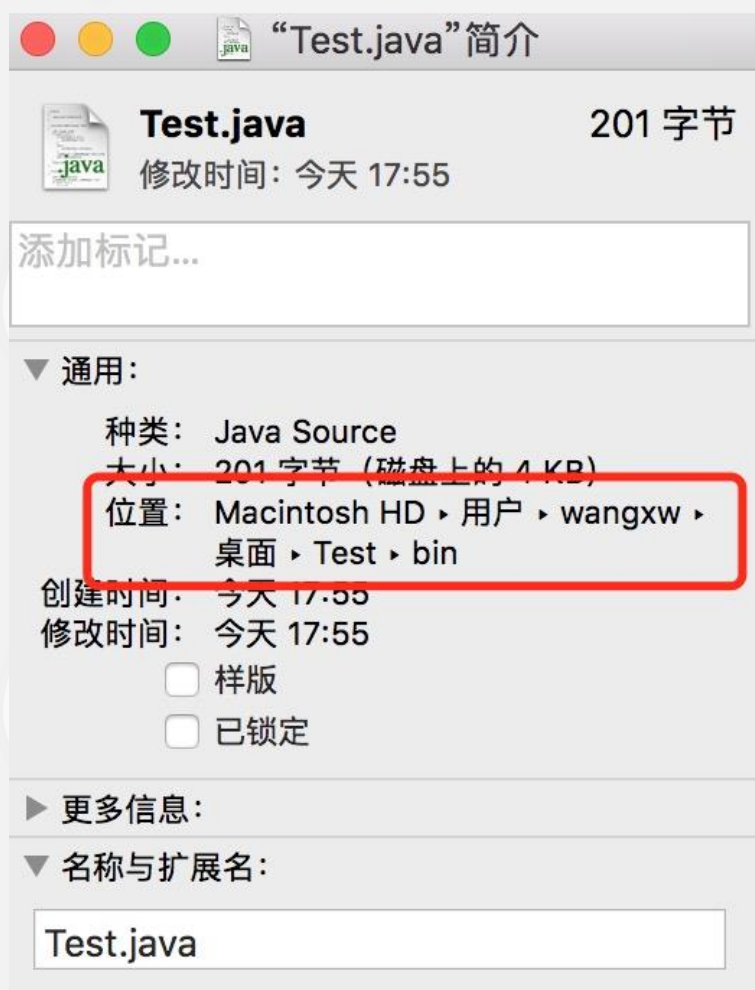 .java “Test.java”简介
Test.java 201 字节
.java 修改时间：今天 17:55
添加标记...
▼ 通用：
种类： Java Source
大小： 201 字节（磁盘上的 4 KB）
位置： Macintosh HD ▸ 用户 ▸ wangxw ▸
桌面 ▸ Test ▸ bin
创建时间： 今天 17:55
修改时间： 今天 17:55
样版
已锁定
▶ 更多信息：
▼ 名称与扩展名：
Test.java